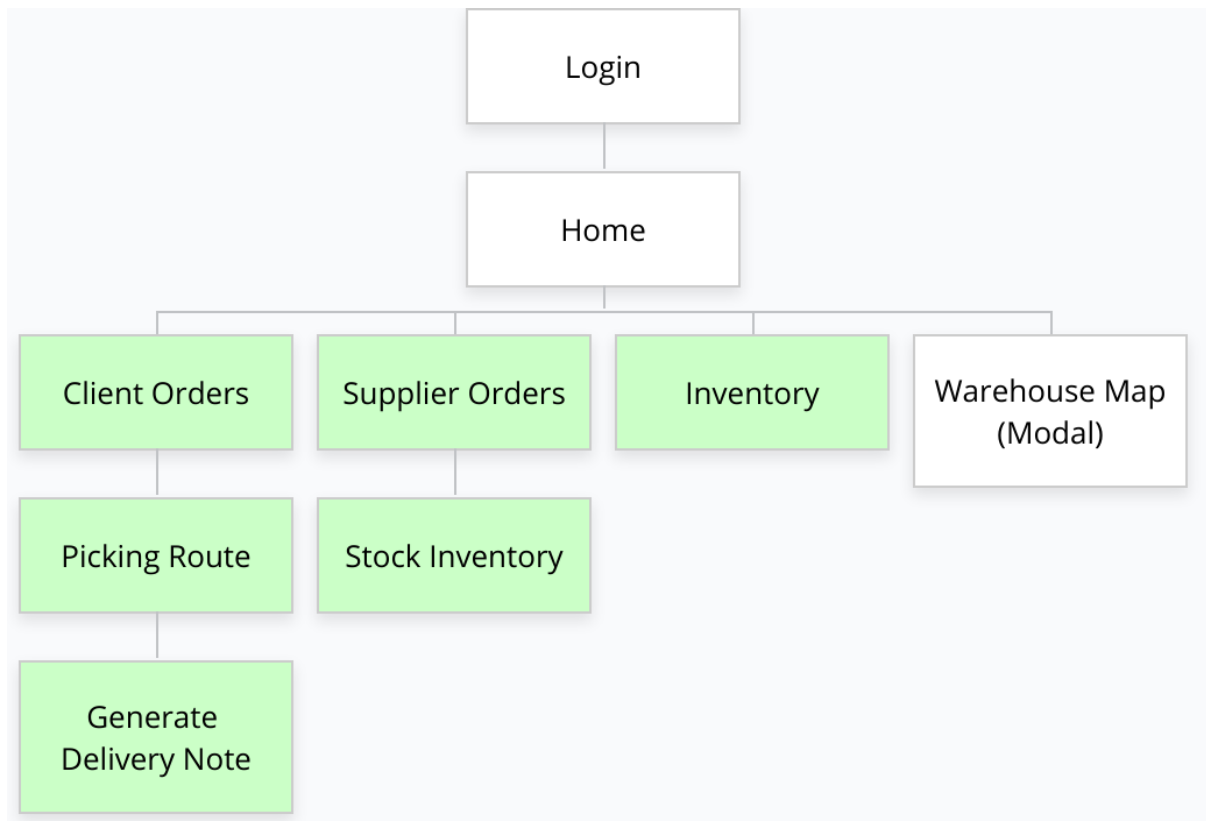 Login
Home
Client Orders
Supplier Orders
Inventory
Warehouse Map
(Modal)
Picking Route
Stock Inventory
Generate
Delivery Note